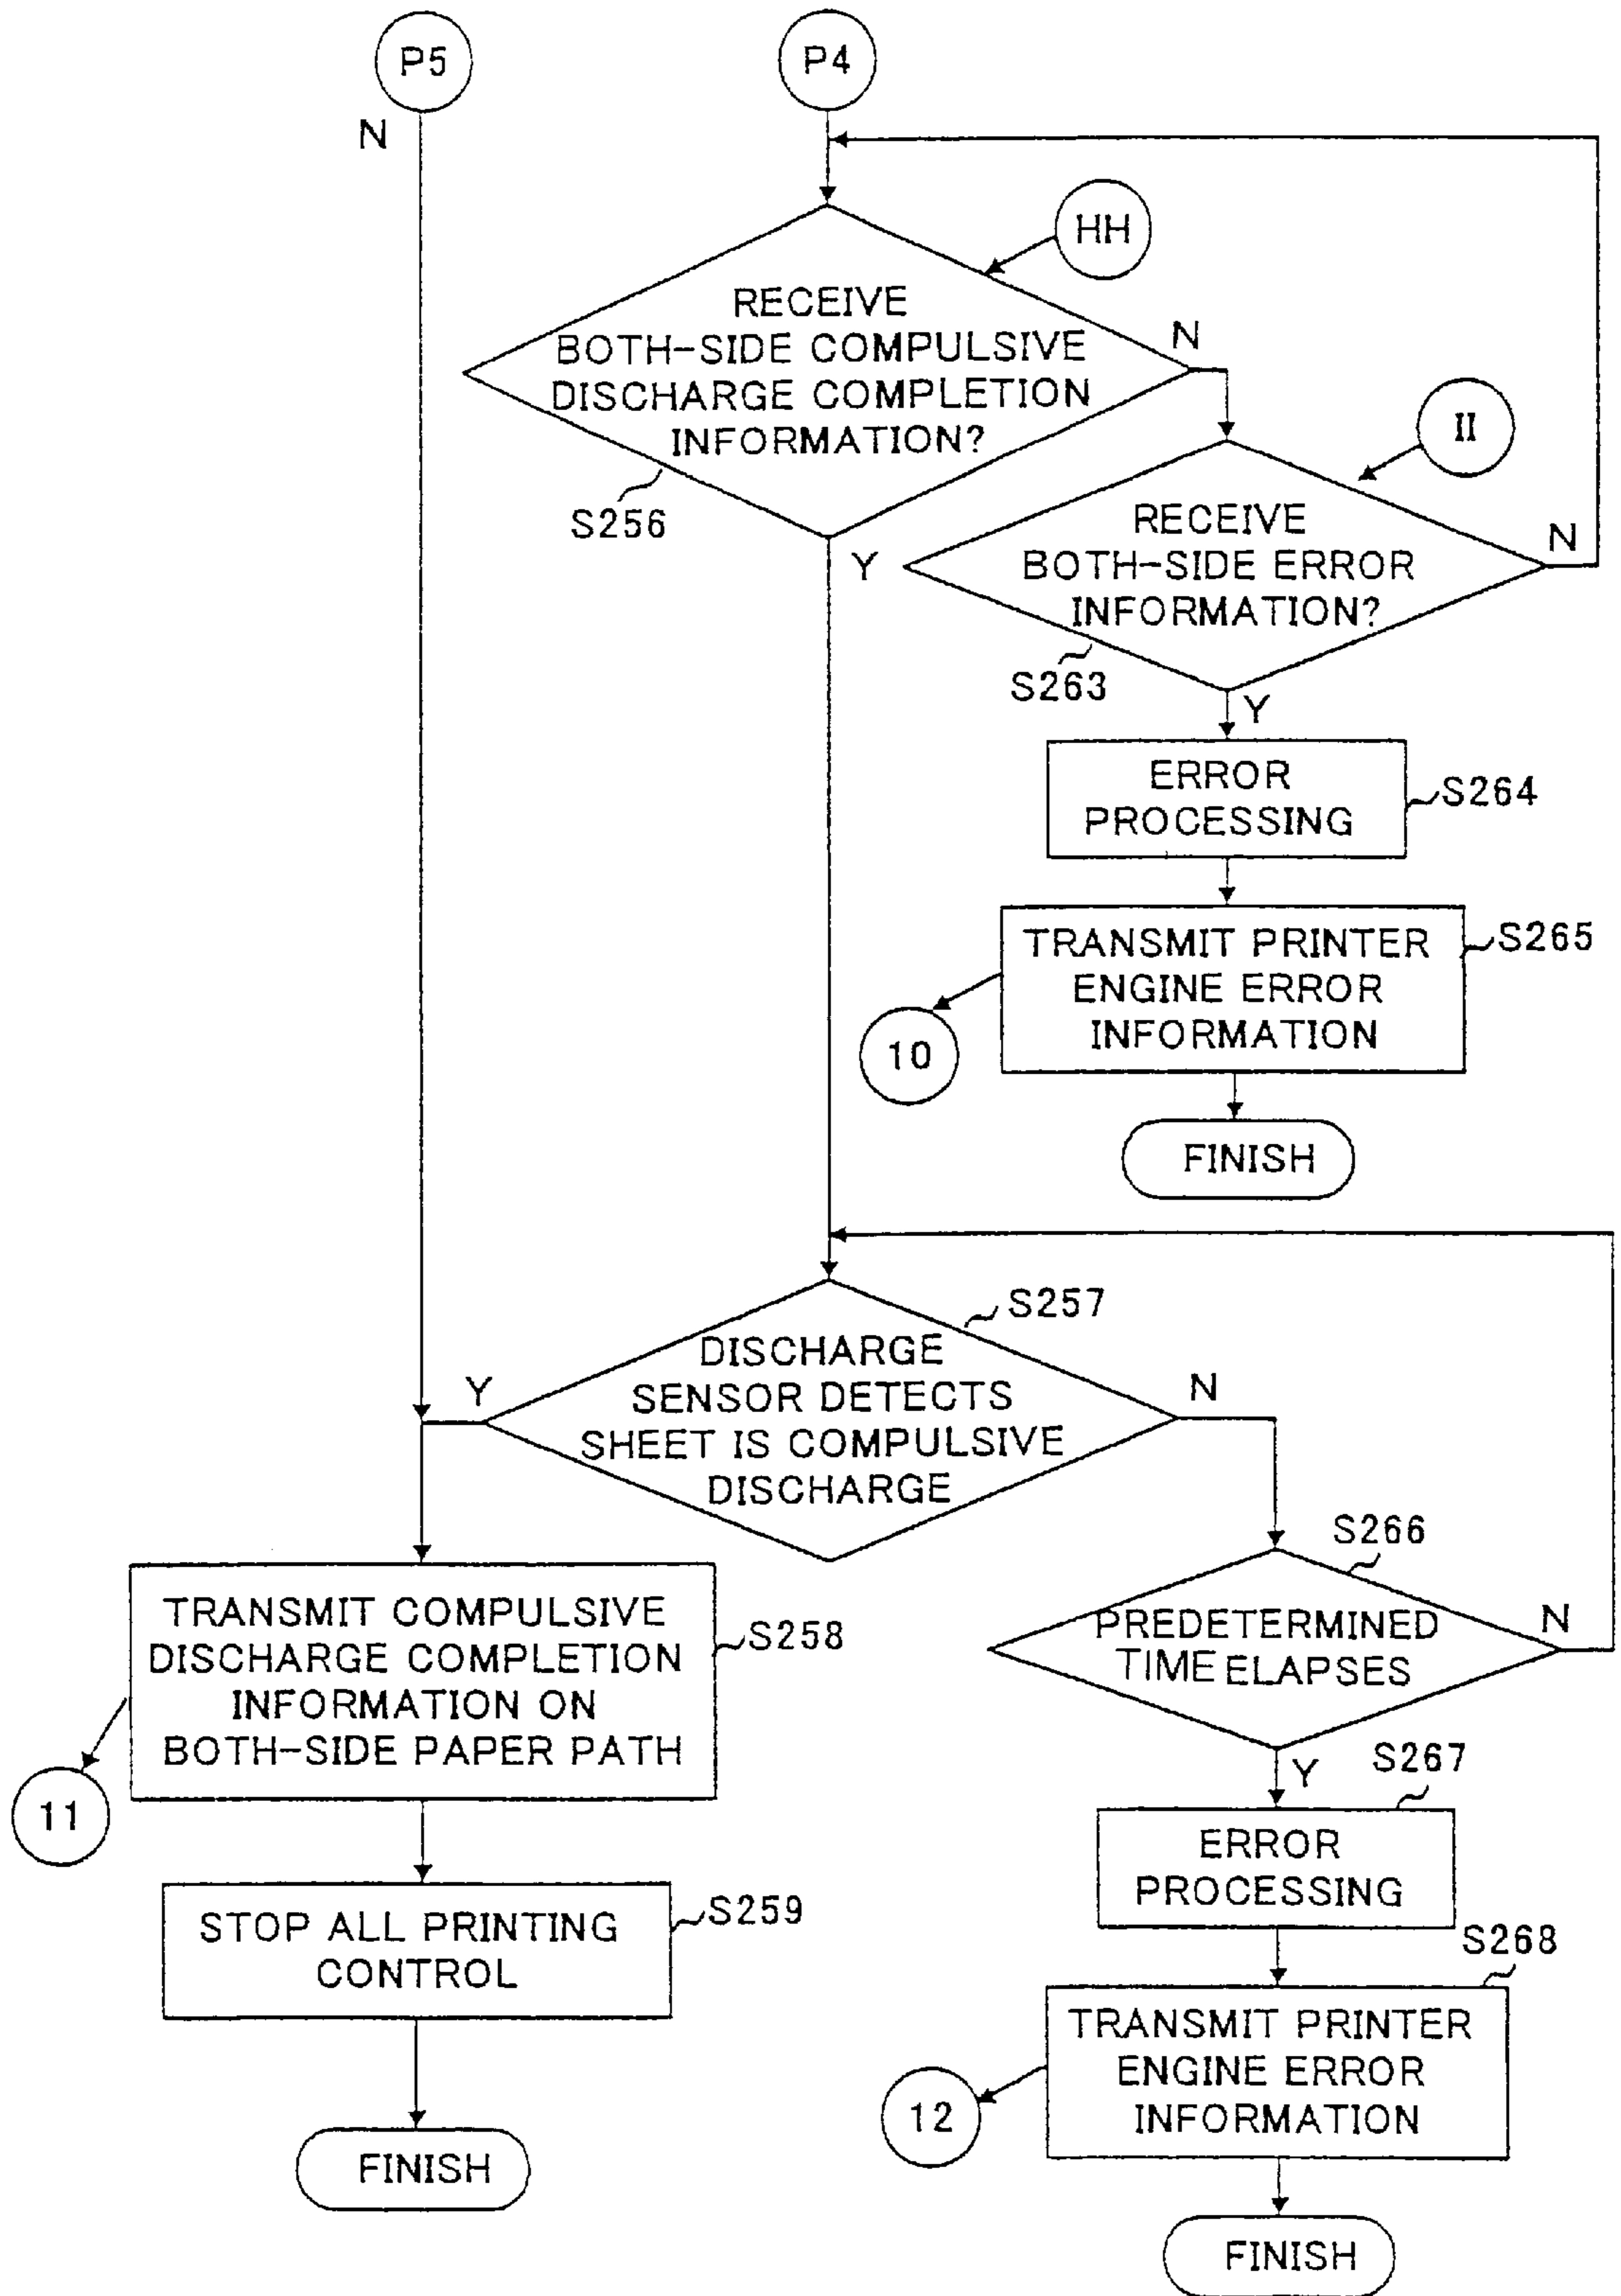 P5
P4
N
HH
RECEIVE
BOTH-SIDE COMPULSIVE
DISCHARGE COMPLETION
INFORMATION?
N
S256
Y
II
RECEIVE
BOTH-SIDE ERROR
INFORMATION?
N
S263
Y
ERROR
PROCESSING
S264
TRANSMIT PRINTER
ENGINE ERROR
INFORMATION
S265
10
FINISH
S257
DISCHARGE
SENSOR DETECTS
SHEET IS COMPULSIVE
DISCHARGE
Y
N
TRANSMIT COMPULSIVE
DISCHARGE COMPLETION
INFORMATION ON
BOTH-SIDE PAPER PATH
S258
11
STOP ALL PRINTING
CONTROL
S259
FINISH
S266
PREDETERMINED
TIME ELAPSES
N
Y
S267
ERROR
PROCESSING
S268
TRANSMIT PRINTER
ENGINE ERROR
INFORMATION
12
FINISH